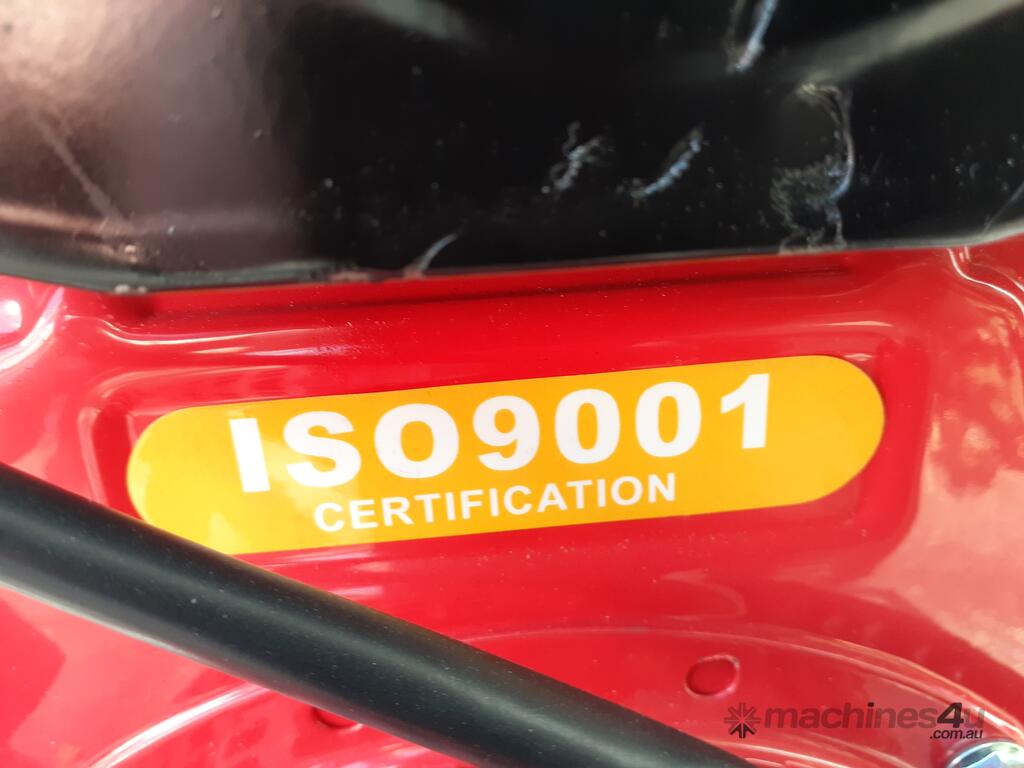 ISO9001
CERTIFICATION
machines4u
.com.au